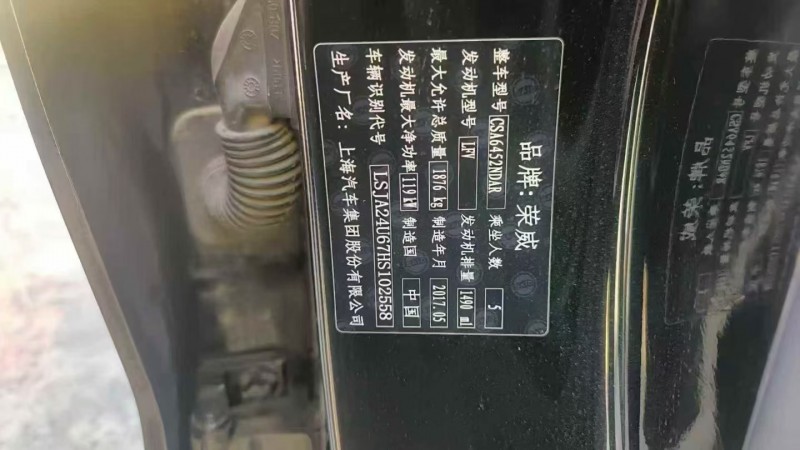 品牌：荣威
整车型号 CSA6452NDAR 乘坐人数 5
发动机型号 LFV 发动机排量 1490 ml
最大允许总质量 1876 kg 制造年月 2017.05
发动机最大净功率 119 kW 制造国 中国
车辆识别代号 LSJA24U67HS102558
生产厂名：上海汽车集团股份有限公司